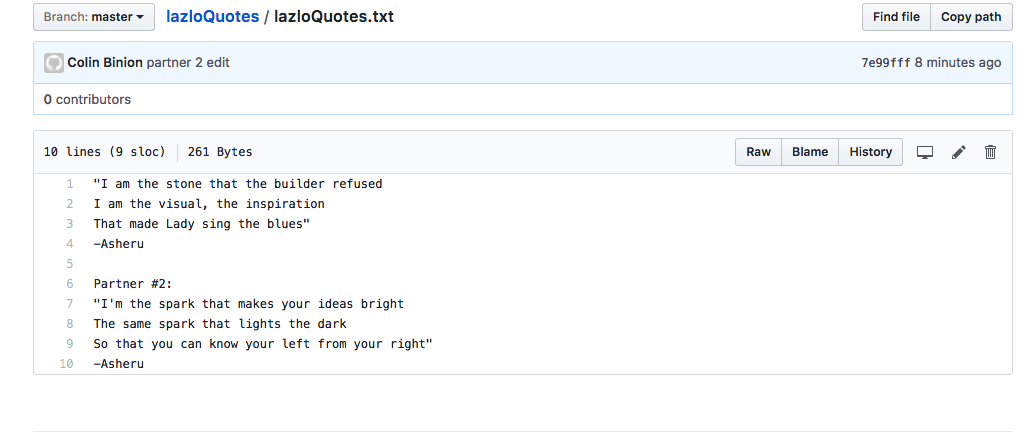 Branch: master
lazloQuotes / lazloQuotes.txt
Find file
Copy path
Colin Binion partner 2 edit
7e99fff 8 minutes ago
0 contributors
10 lines (9 sloc)
261 Bytes
Raw
Blame
History
1 "I am the stone that the builder refused
2 I am the visual, the inspiration
3 That made Lady sing the blues"
4 –Asheru
5
6 Partner #2:
7 "I'm the spark that makes your ideas bright
8 The same spark that lights the dark
9 So that you can know your left from your right"
10 –Asheru